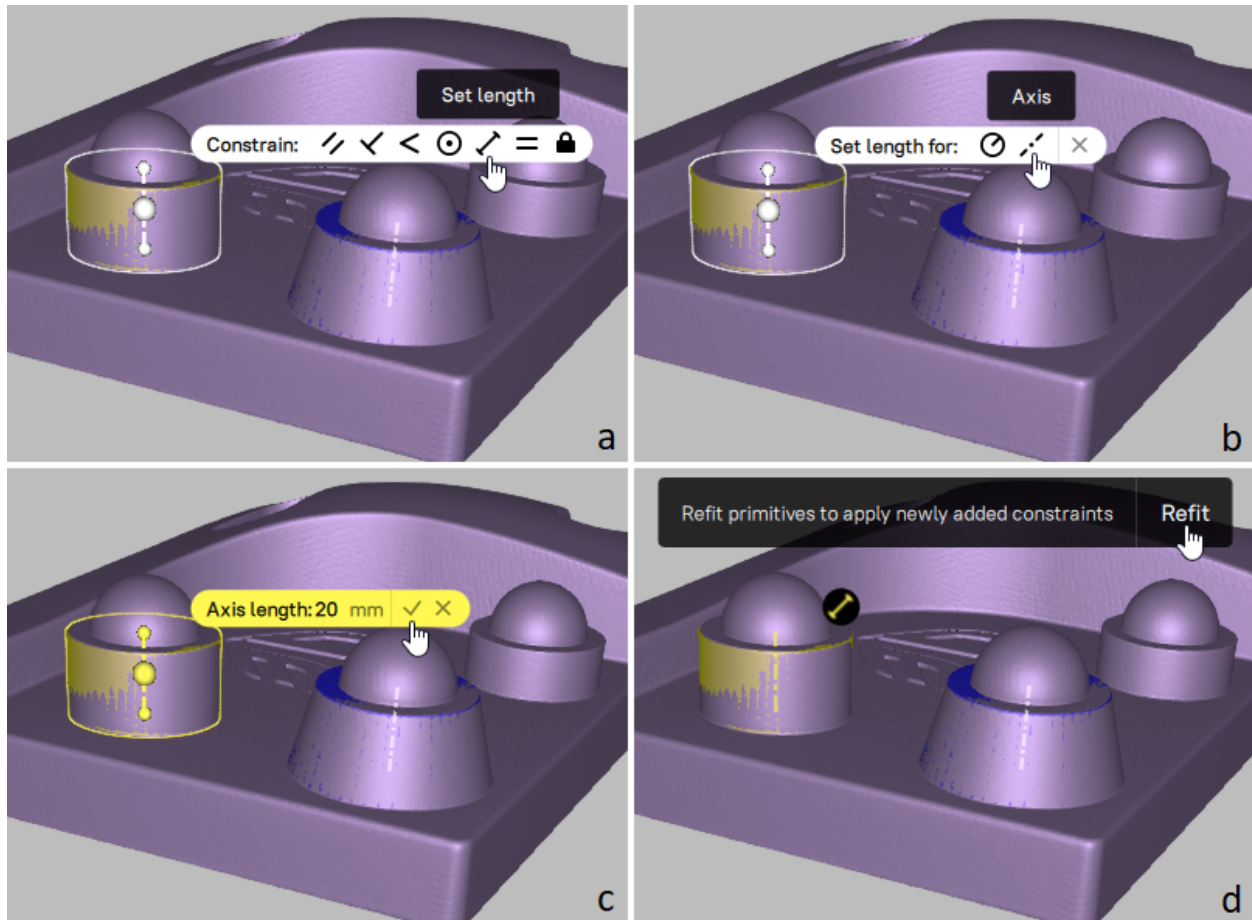 Set length
Constrain:
a
Axis
Set length for:
b
Axis length: 20 mm
c
Refit primitives to apply newly added constraints Refit
d